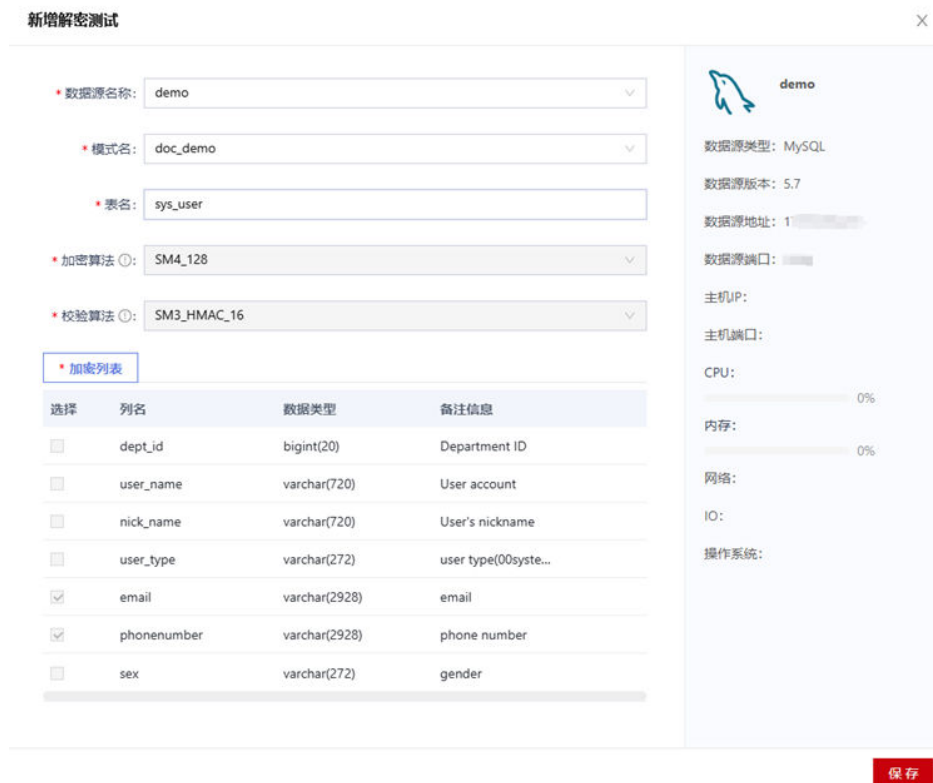 新增解密测试
* 数据源名称: demo
* 模式名: doc_demo
* 表名: sys_user
* 加密算法 ①: SM4_128
* 校验算法 ①: SM3_HMAC_16
* 加密列表
选择 列名 数据类型 备注信息
dept_id bigint(20) Department ID
user_name varchar(720) User account
nick_name varchar(720) User's nickname
user_type varchar(272) user type(00syste...
email varchar(2928) email
phonenumber varchar(2928) phone number
sex varchar(272) gender
demo
数据源类型: MySQL
数据源版本: 5.7
数据源地址: 1
数据源端口:
主机IP:
主机端口:
CPU:
0%
内存:
0%
网络:
IO:
操作系统:
保存